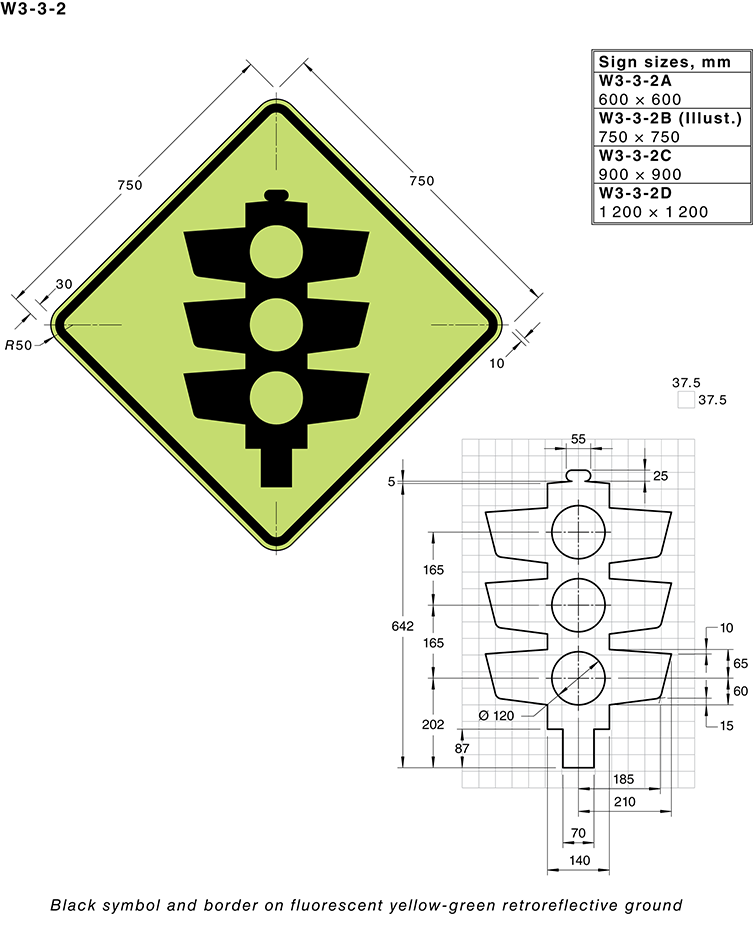 W3-3-2
Sign sizes, mm
W3-3-2A
600 × 600
W3-3-2B (Illust.)
750 × 750
W3-3-2C
900 × 900
W3-3-2D
1 200 × 1 200
750
750
30
R50
10
37.5
37.5
55
25
5
165
642
165
10
65
60
Ø 120
202
15
87
185
210
70
140
Black symbol and border on fluorescent yellow-green retroreflective ground